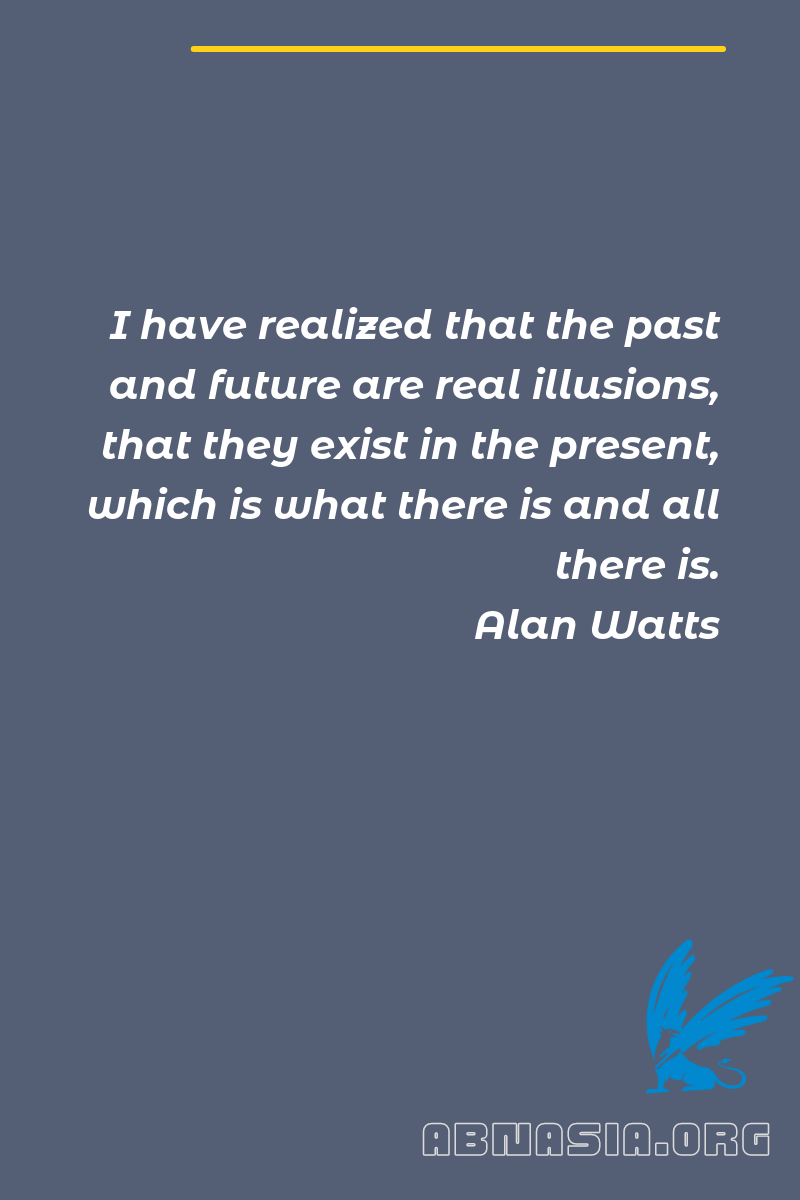 I have realized that the past
and future are real illusions,
that they exist in the present,
which is what there is and all
there is.
Alan Watts
ABNASIA.ORG